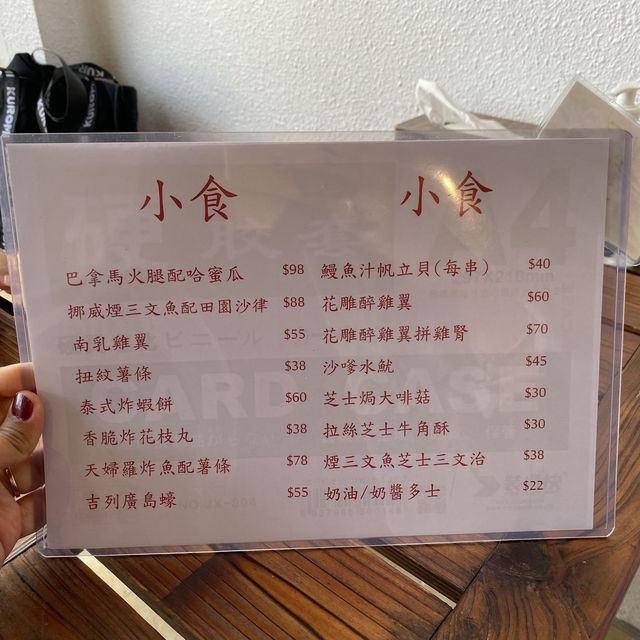 小食
巴拿馬火腿配哈蜜瓜 $98
挪威煙三文魚配田園沙律 $88
南乳雞翼 $55
扭紋薯條 $38
泰式炸蝦餅 $60
香脆炸花枝丸 $38
天婦羅炸魚配薯條 $78
吉列廣島蠔 $55
小食
鰻魚汁帆立貝(每串) $40
花雕醉雞翼 $60
花雕醉雞翼拼雞腎 $70
沙嗲水魷 $45
芝士焗大啡菇 $30
拉絲芝士牛角酥 $30
煙三文魚芝士三文治 $38
奶油/奶醬多士 $22
CARD CASE
A4